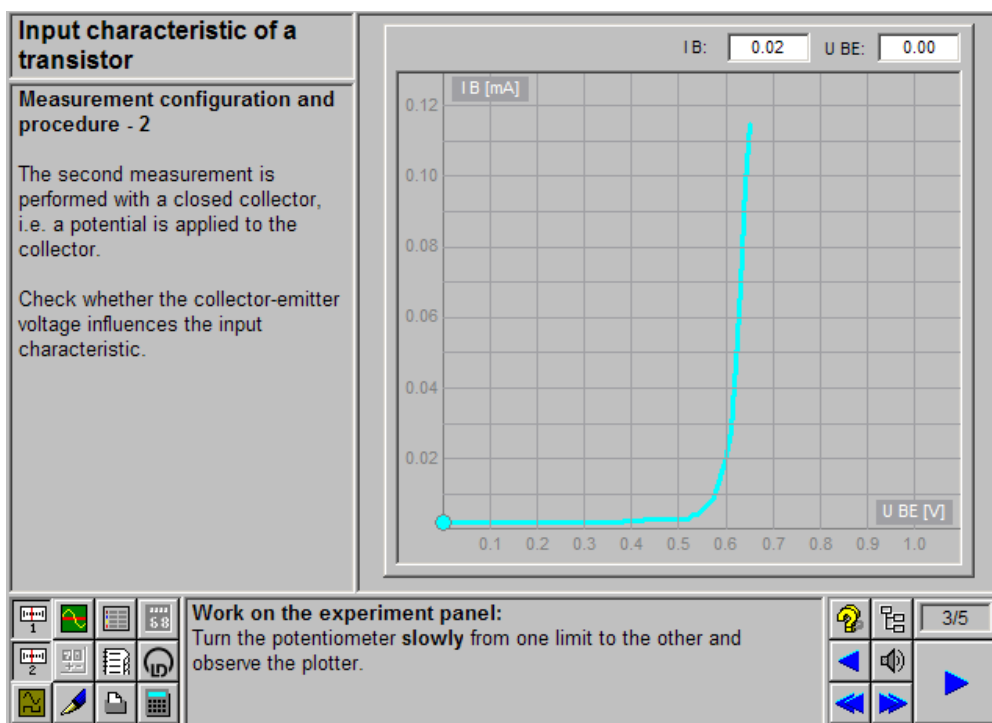 Input characteristic of a
transistor
Measurement configuration and
procedure - 2
The second measurement is
performed with a closed collector,
i.e. a potential is applied to the
collector.
Check whether the collector-emitter
voltage influences the input
characteristic.
I B: 0.02 U BE: 0.00
I B [mA]
0.12
0.10
0.08
0.06
0.04
0.02
U BE [V]
0.1 0.2 0.3 0.4 0.5 0.6 0.7 0.8 0.9 1.0
Work on the experiment panel:
Turn the potentiometer slowly from one limit to the other and
observe the plotter.
1
68
2
3/5